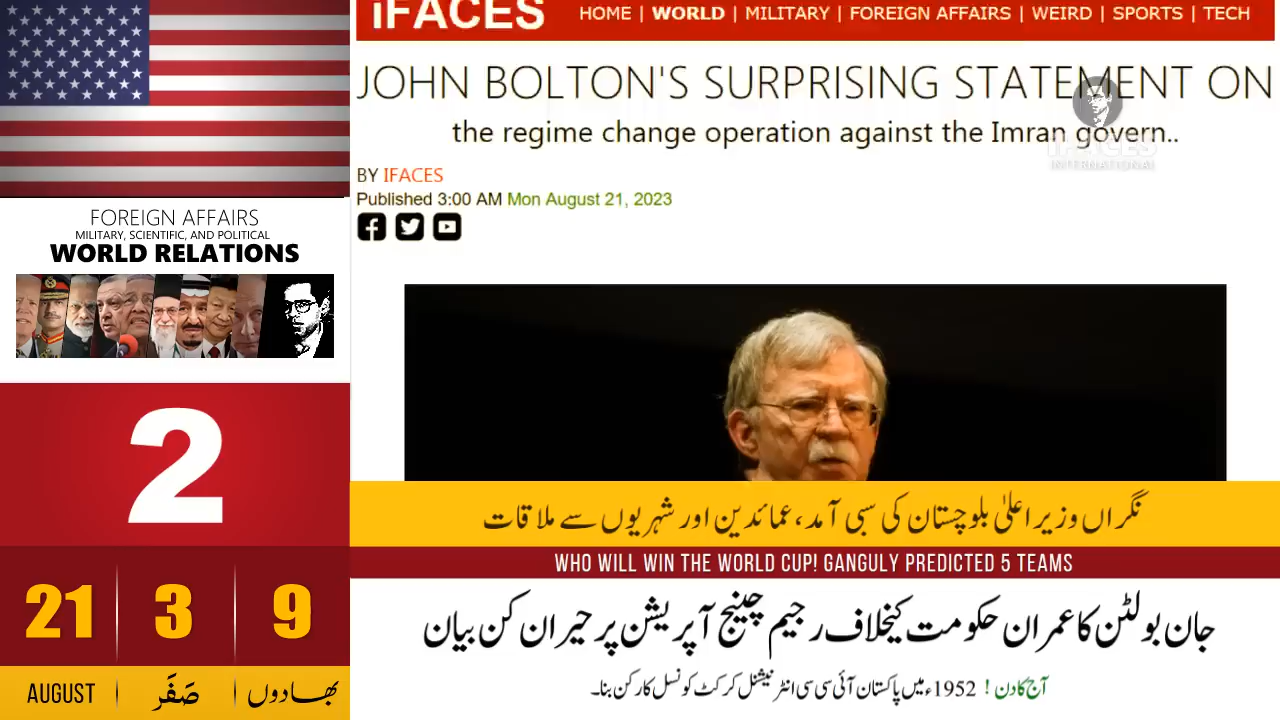 FOREIGN AFFAIRS
MILITARY, SCIENTIFIC, AND POLITICAL
WORLD RELATIONS
2
21 3 9
AUGUST صَفَر بھادوں
iFACES
HOME | WORLD | MILITARY | FOREIGN AFFAIRS | WEIRD | SPORTS | TECH
JOHN BOLTON'S SURPRISING STATEMENT ON
the regime change operation against the Imran govern..
iFACES
INTERNATIONAL
BY IFACES
Published 3:00 AM Mon August 21, 2023
نگراں وزیراعلیٰ بلوچستان کی سبی آمد، عمائدین اور شہریوں سے ملاقات
WHO WILL WIN THE WORLD CUP! GANGULY PREDICTED 5 TEAMS
جان بولٹن کا عمران حکومت کیخلاف رجیم چینج آپریشن پر حیران کن بیان
آج کا دن ! 1952ء میں پاکستان آئی سی سی انٹرنیشنل کرکٹ کونسل کا رکن بنا۔